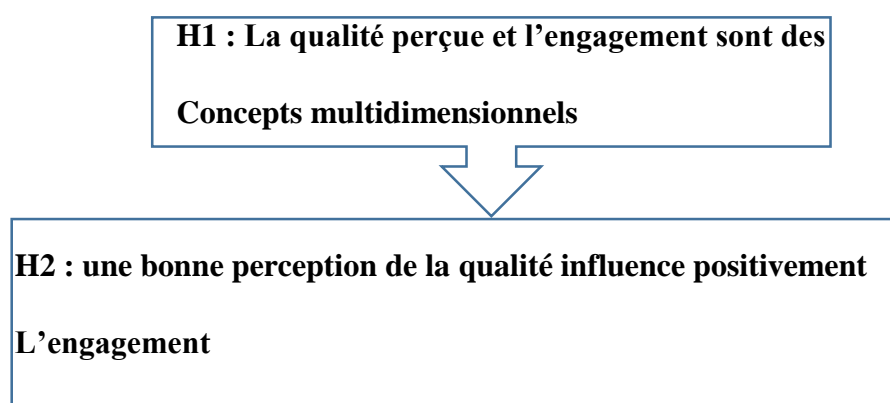 H1 : La qualité perçue et l’engagement sont des
Concepts multidimensionnels
H2 : une bonne perception de la qualité influence positivement
L’engagement